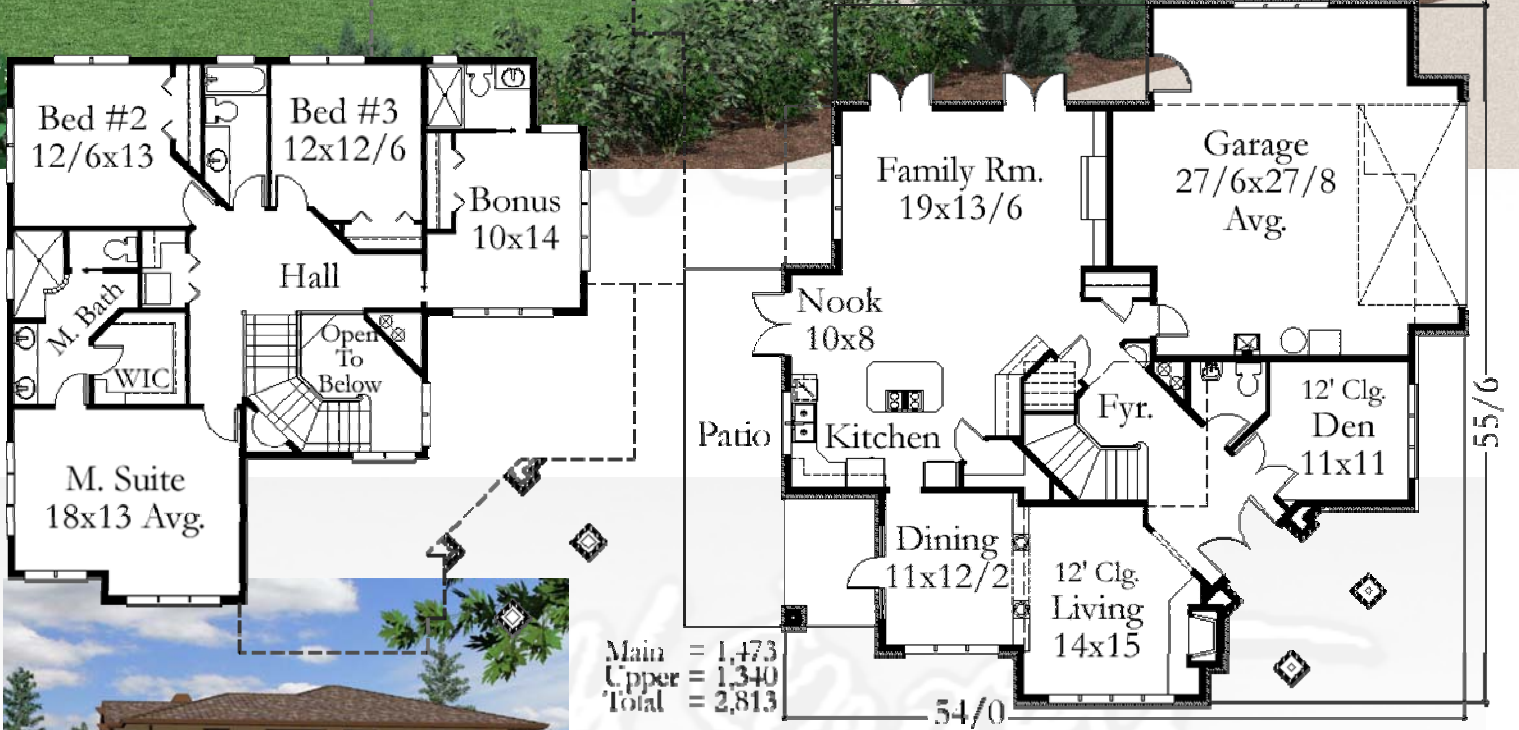 Bed #2
12/6x13
Bed #3
12x12/6
Bonus
10x14
Hall
M. Bath
WIC
Open
To
Below
M. Suite
18x13 Avg.
Family Rm.
19x13/6
Garage
27/6x27/8
Avg.
Nook
10x8
Patio
Kitchen
Fyr.
12' Clg.
Den
11x11
Dining
11x12/2
12' Clg.
Living
14x15
55/6
54/0
Main = 1,473
Upper = 1,340
Total = 2,813